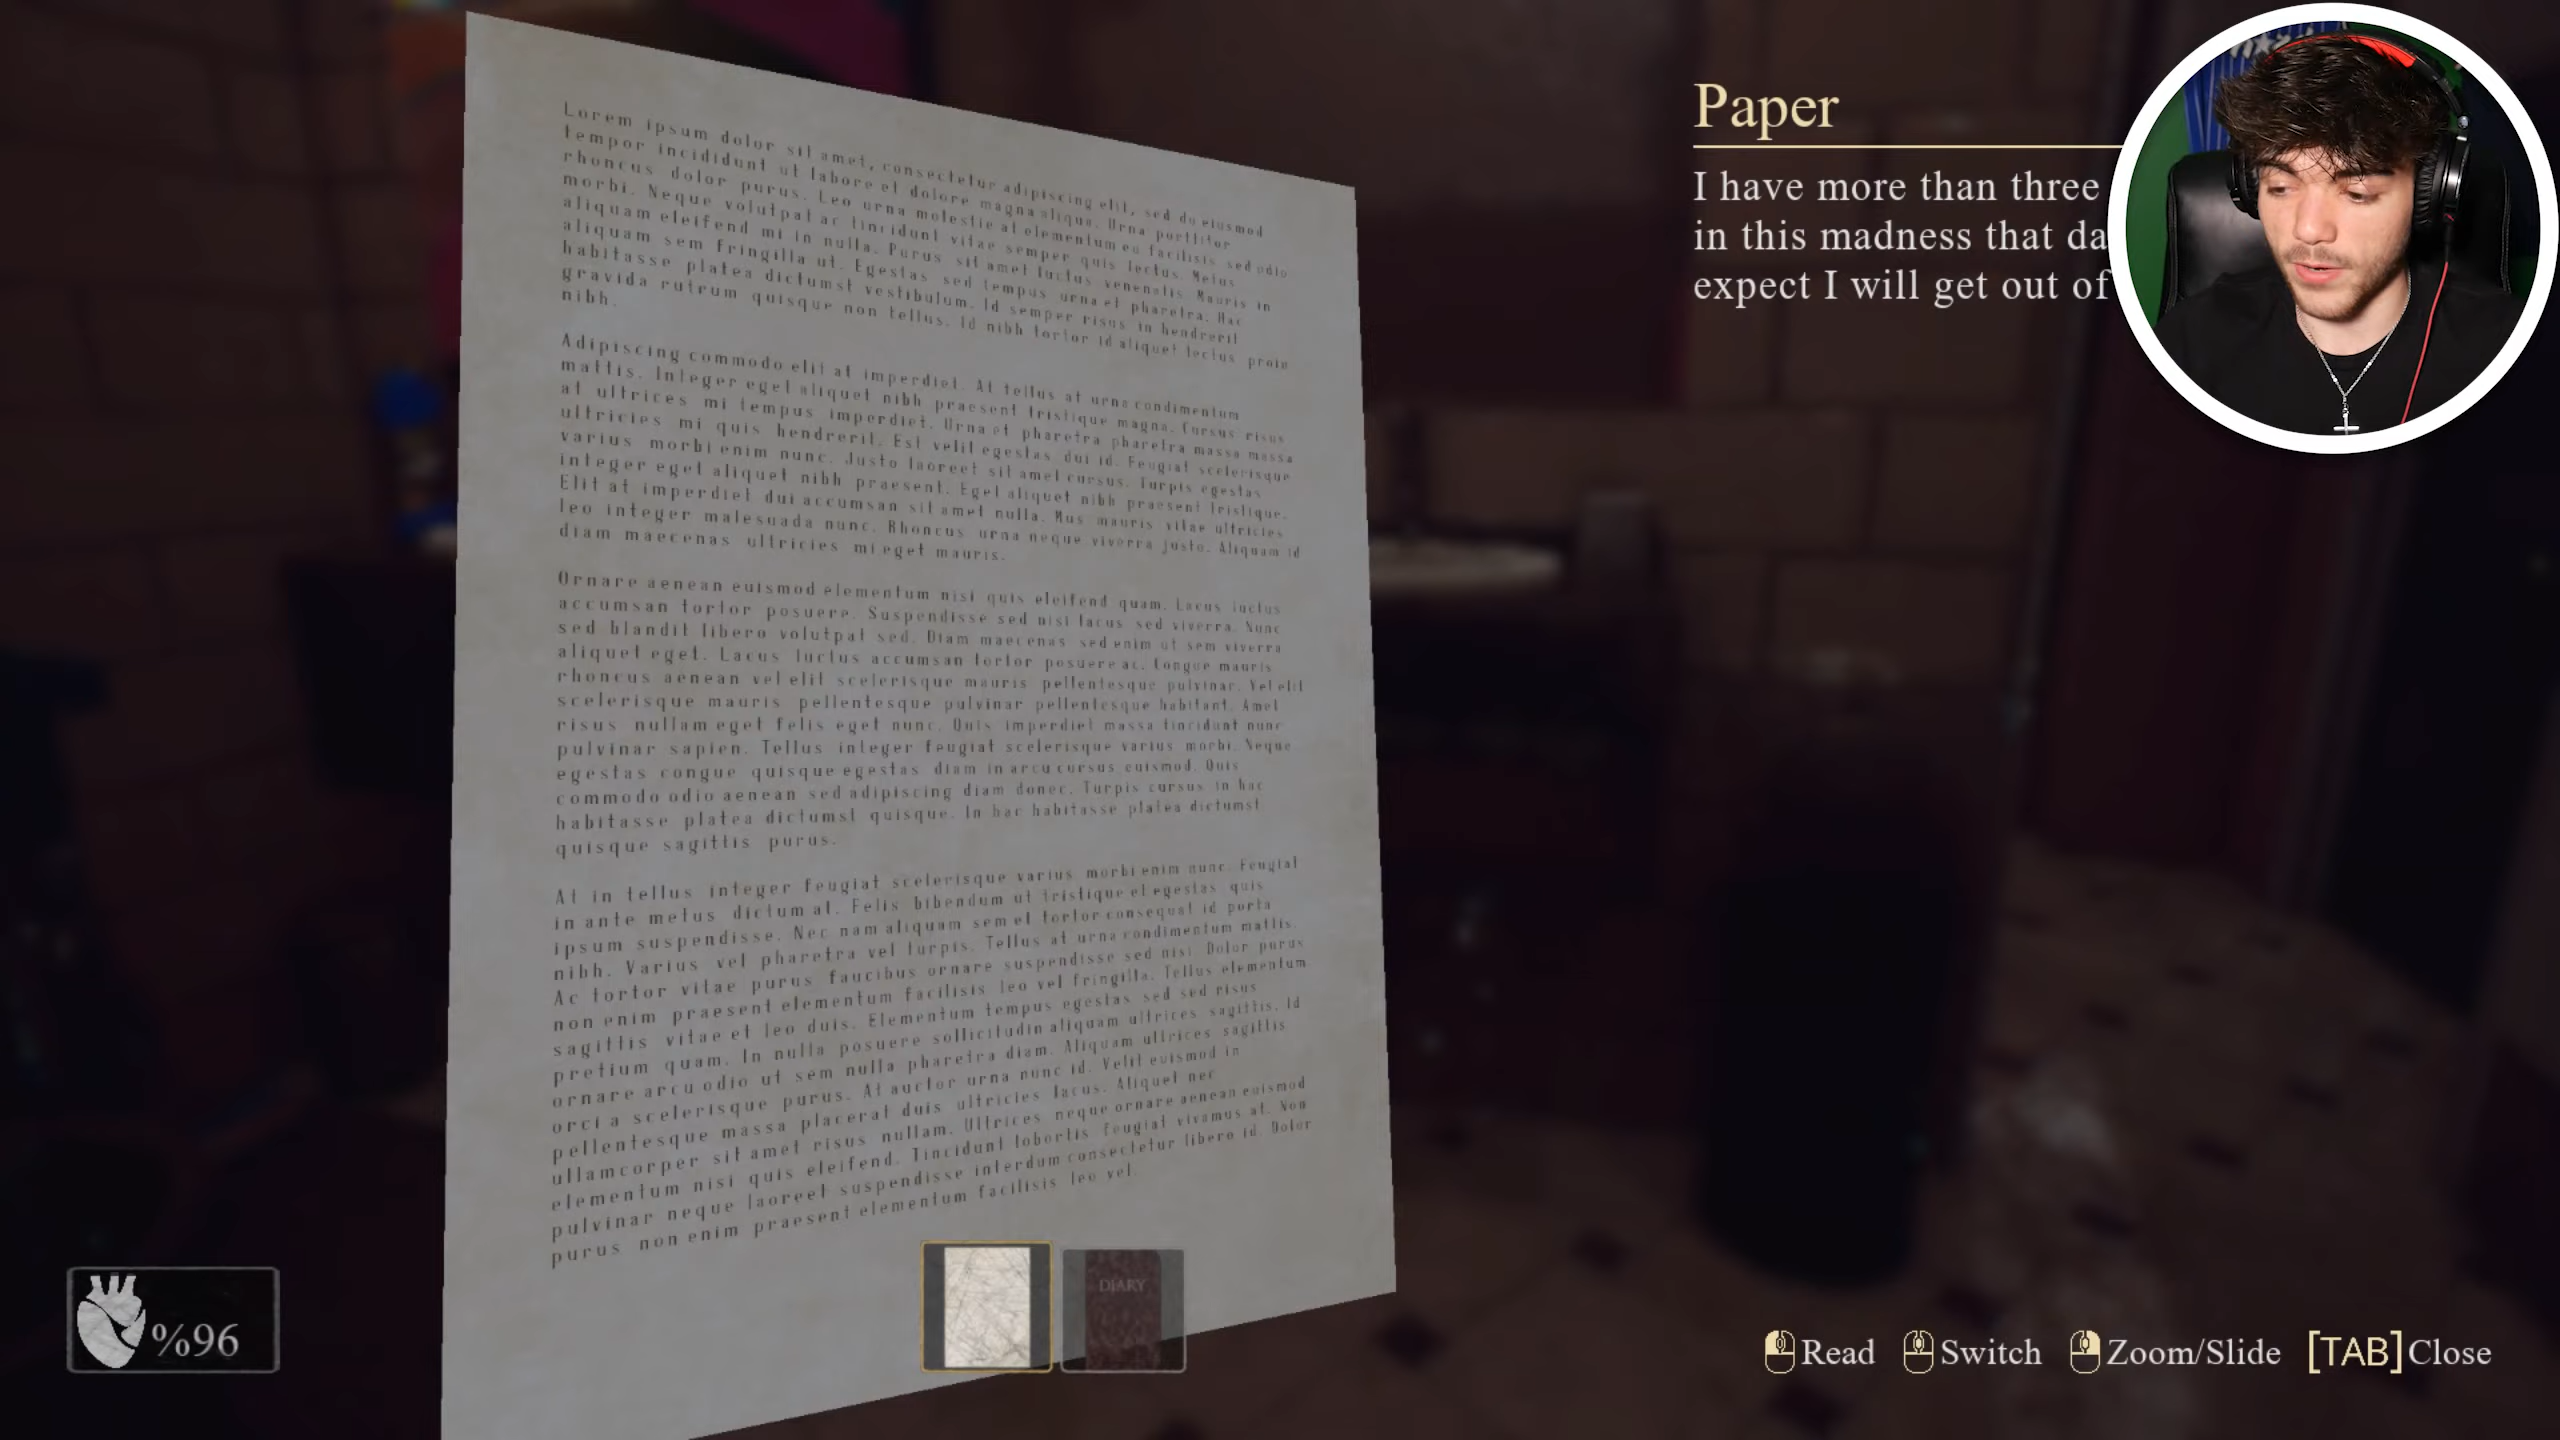 Lorem ipsum dolor sit amet, consectetur adipiscing elit, sed do eiusmod
tempor incididunt ut labore et dolore magna aliqua. Urna porttitor
rhoncus dolor purus. Leo urna molestie at elementum eu facilisis sed odio
morbi. Neque volutpat ac tincidunt vitae semper quis lectus. Metus
aliquam eleifend mi in nulla. Purus sit amet luctus venenatis. Mauris in
aliquam sem fringilla ut. Egestas sed tempus urna et pharetra. Hac
habitasse platea dictumst vestibulum. Id semper risus in hendrerit
gravida rutrum quisque non tellus. Id nibh tortor id aliquet lectus proin
nibh.
Adipiscing commodo elit at imperdiet. At tellus at urna condimentum
mattis. Integer eget aliquet nibh praesent tristique magna. Cursus risus
at ultrices mi tempus imperdiet. Urna et pharetra pharetra massa massa
ultricies mi quis hendrerit. Est velit egestas dui id. Feugiat scelerisque
varius morbi enim nunc. Justo laoreet sit amet cursus. Turpis egestas
integer eget aliquet nibh praesent. Eget aliquet nibh praesent tristique.
Elit at imperdiet dui accumsan sit amet nulla. Mus mauris vitae ultricies
leo integer malesuada nunc. Rhoncus urna neque viverra justo. Aliquam id
diam maecenas ultricies mi eget mauris.
Ornare aenean euismod elementum nisi quis eleifend quam. Lacus luctus
accumsan tortor posuere. Suspendisse sed nisi lacus sed viverra. Nunc
sed blandit libero volutpat sed. Diam maecenas sed enim ut sem viverra
aliquet eget. Lacus luctus accumsan tortor posuere ac. Congue mauris
rhoncus aenean vel elit scelerisque mauris pellentesque pulvinar. Vel elit
scelerisque mauris pellentesque pulvinar pellentesque habitant. Amet
risus nullam eget felis eget nunc. Quis imperdiet massa tincidunt nunc
pulvinar sapien. Tellus integer feugiat scelerisque varius morbi. Neque
egestas congue quisque egestas diam in arcu cursus euismod. Quis
commodo odio aenean sed adipiscing diam donec. Turpis cursus in hac
habitasse platea dictumst quisque. In hac habitasse platea dictumst
quisque sagittis purus.
At in tellus integer feugiat scelerisque varius morbi enim nunc. Feugiat
in ante metus dictum at. Felis bibendum ut tristique et egestas quis
ipsum suspendisse. Nec nam aliquam sem et tortor consequat id porta
nibh. Varius vel pharetra vel turpis. Tellus at urna condimentum mattis.
Ac tortor vitae purus faucibus ornare suspendisse sed nisi. Dolor purus
non enim praesent elementum facilisis leo vel fringilla. Tellus elementum
sagittis vitae et leo duis. Elementum tempus egestas sed sed risus
pretium quam. In nulla posuere sollicitudin aliquam ultrices sagittis. Id
ornare arcu odio ut sem nulla pharetra diam. Aliquam ultrices sagittis
orci a scelerisque purus. At auctor urna nunc id. Velit euismod in
pellentesque massa placerat duis ultricies lacus. Aliquet nec
ullamcorper sit amet risus nullam. Ultrices neque ornare aenean euismod
elementum nisi quis eleifend. Tincidunt lobortis feugiat vivamus at. Non
pulvinar neque laoreet suspendisse interdum consectetur libero id. Dolor
purus non enim praesent elementum facilisis leo vel.
Paper
I have more than three
in this madness that da
expect I will get out of
DIARY
%96
Read
Switch
Zoom/Slide
[TAB] Close